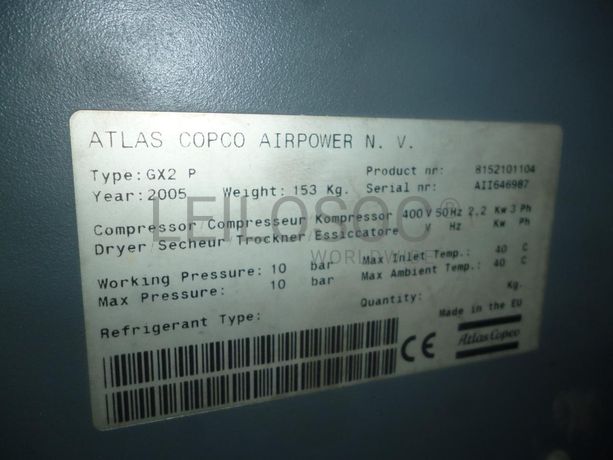 ATLAS COPCO AIRPOWER N. V.
Type: GX2 P Product nr: 8152101104
Year: 2005 Weight: 153 Kg. Serial nr: AII646987
Compressor Compresseur Kompressor 400 V 50 Hz 2,2 Kw 3 Ph
Dryer Secheur Trockner Essiccatore V Hz Kw Ph
LEILOSOC®
WORLDWIDE
Working Pressure: 10 bar Max Inlet Temp.: 40 C
Max Pressure: 10 bar Max Ambient Temp.: 40 C
Refrigerant Type: Quantity: Kg.
Made in the EU
CE
Atlas Copco